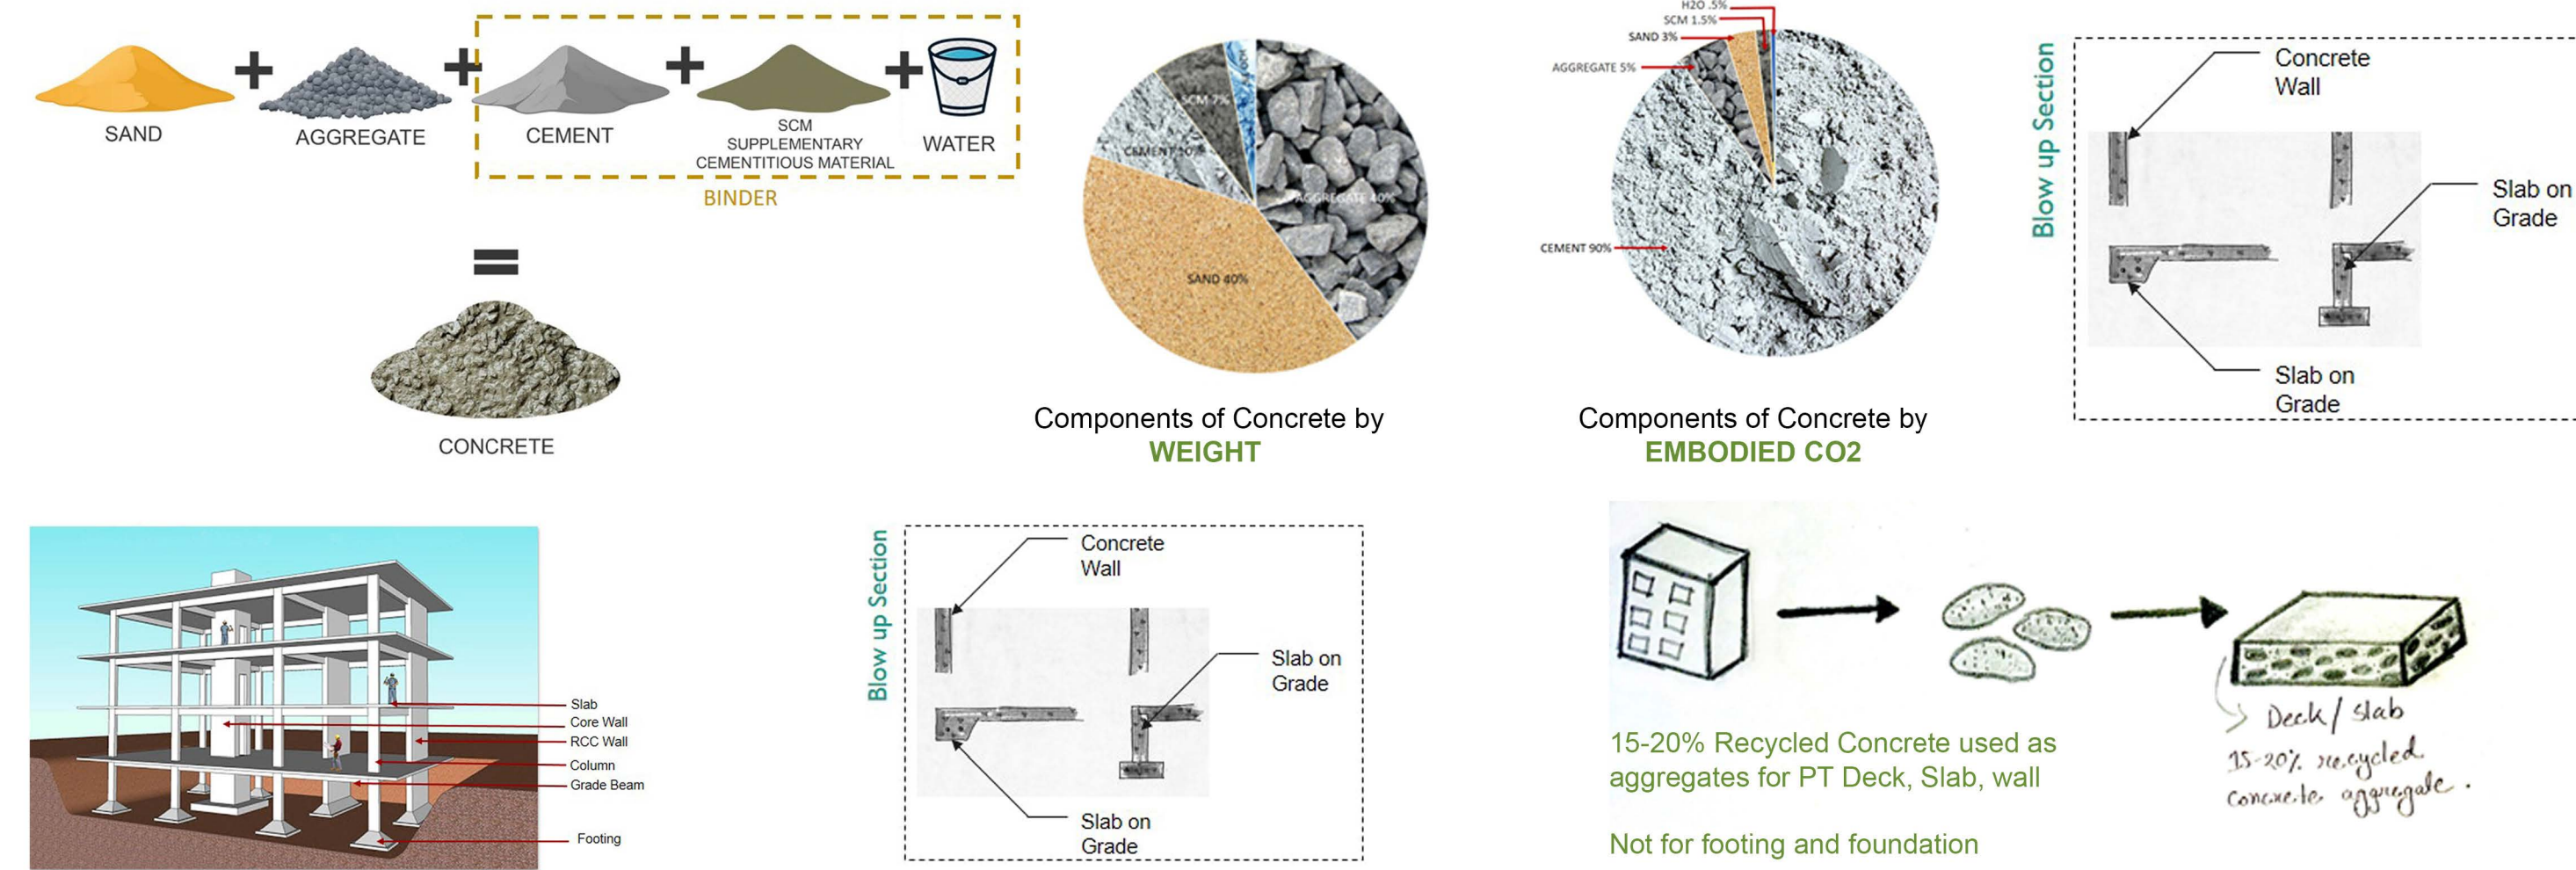 SAND
AGGREGATE
CEMENT
SCM
SUPPLEMENTARY
CEMENTITIOUS MATERIAL
WATER
BINDER
CONCRETE
SCM 7%
CEMENT 10%
AGGREGATE 40%
SAND 40%
Components of Concrete by
WEIGHT
H2O .5%
SCM 1.5%
SAND 3%
AGGREGATE 5%
CEMENT 90%
Components of Concrete by
EMBODIED CO2
Blow up Section
Concrete
Wall
Slab on
Grade
Slab on
Grade
Slab
Core Wall
RCC Wall
Column
Grade Beam
Footing
Blow up Section
Concrete
Wall
Slab on
Grade
Slab on
Grade
15-20% Recycled Concrete used as
aggregates for PT Deck, Slab, wall
Not for footing and foundation
Deck/slab
15-20% recycled
concrete aggregate.